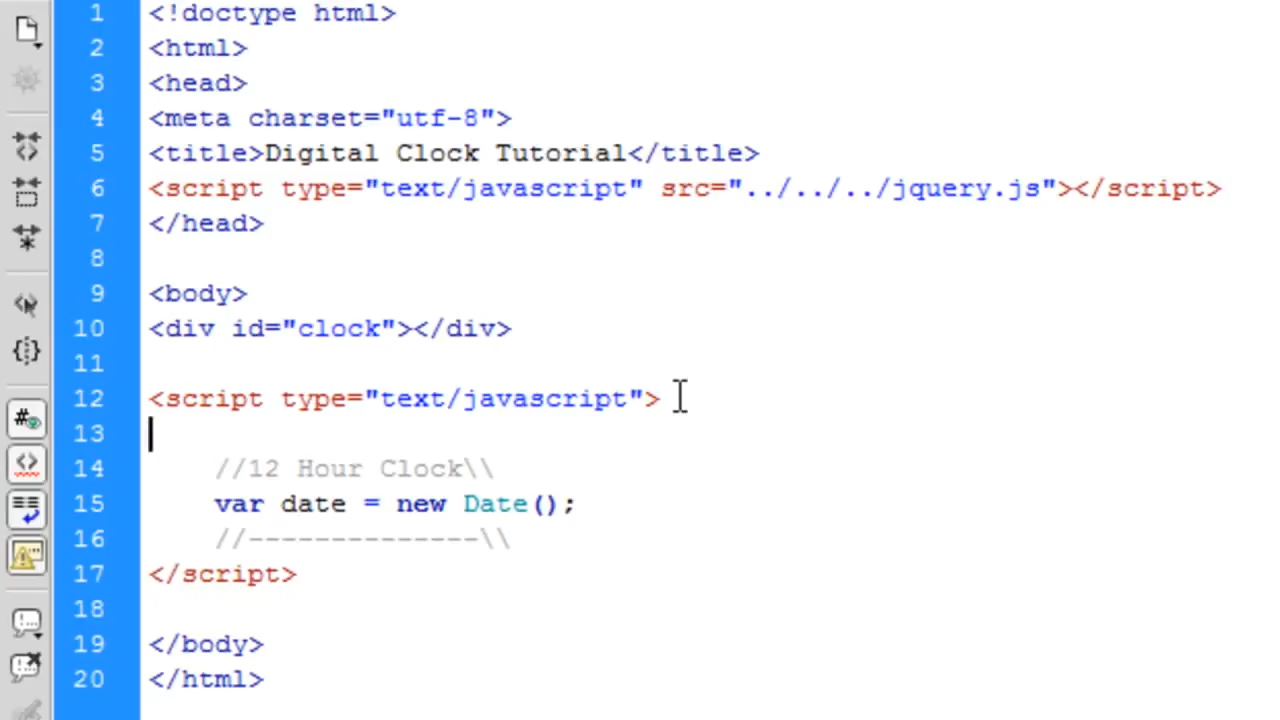 1 <!doctype html>
2 <html>
3 <head>
4 <meta charset="utf-8">
5 <title>Digital Clock Tutorial</title>
6 <script type="text/javascript" src="../../../jquery.js"></script>
7 </head>
8
9 <body>
10 <div id="clock"></div>
11
12 <script type="text/javascript">
13
14 //12 Hour Clock\\
15 var date = new Date();
16 //--------------\\
17 </script>
18
19 </body>
20 </html>